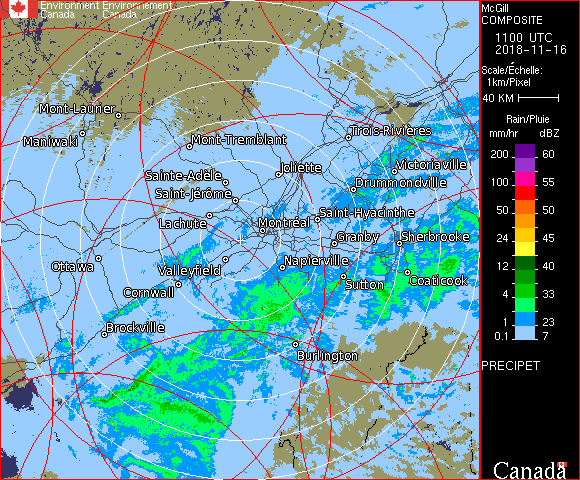 Environment Environnement
Canada Canada
McGill
COMPOSITE
1100 UTC
2018-11-16
Scale/Échelle:
1km/Pixel
40 KM
Rain/Pluie
mm/hr dBZ
200 60
100 55
50 50
24 45
12 40
4 33
1 23
0.1 7
PRECIPET
Canada
Mont-Laurier
Maniwaki
Mont-Tremblant
Trois-Rivières
Sainte-Adèle
Joliette
Victoriaville
Saint-Jérôme
Drummondville
Lachute
Montréal
Saint-Hyacinthe
Granby
Sherbrooke
Ottawa
Valleyfield
Napierville
Cornwall
Sutton
Coaticook
Brockville
Burlington